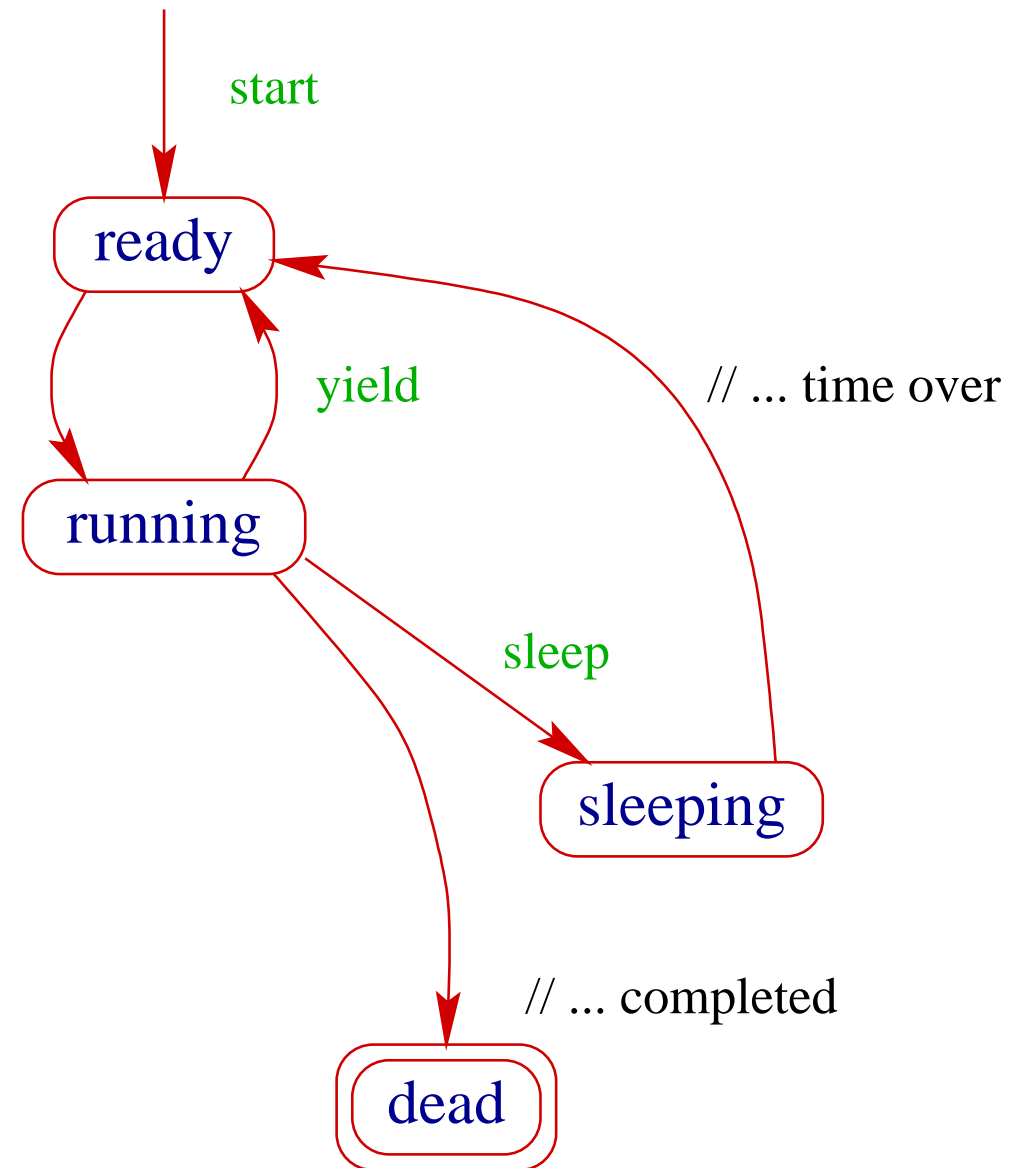 start
ready
yield
// ... time over
running
sleep
sleeping
// ... completed
dead